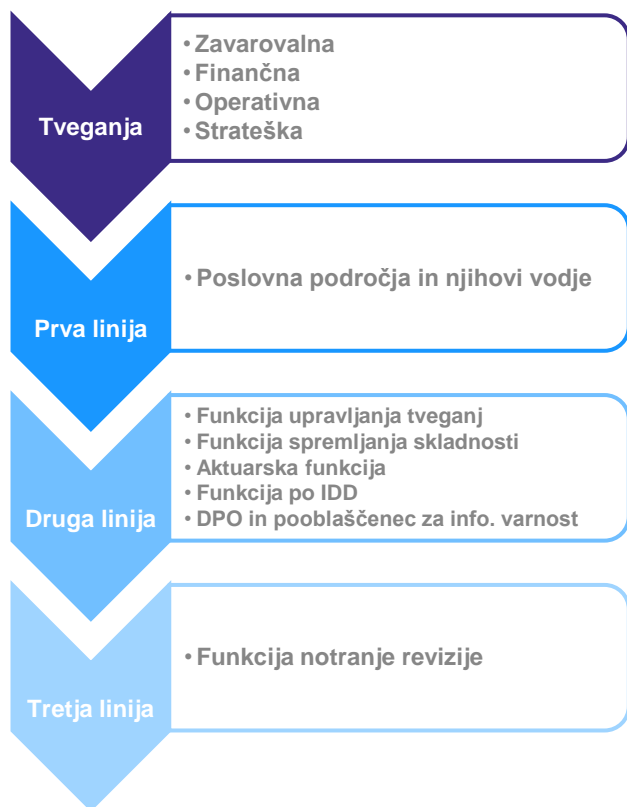 Tveganja
• Zavarovalna
• Finančna
• Operativna
• Strateška
Prva linija
• Poslovna področja in njihovi vodje
Druga linija
• Funkcija upravljanja tveganj
• Funkcija spremljanja skladnosti
• Aktuarska funkcija
• Funkcija po IDD
• DPO in pooblaščenec za info. varnost
Tretja linija
• Funkcija notranje revizije